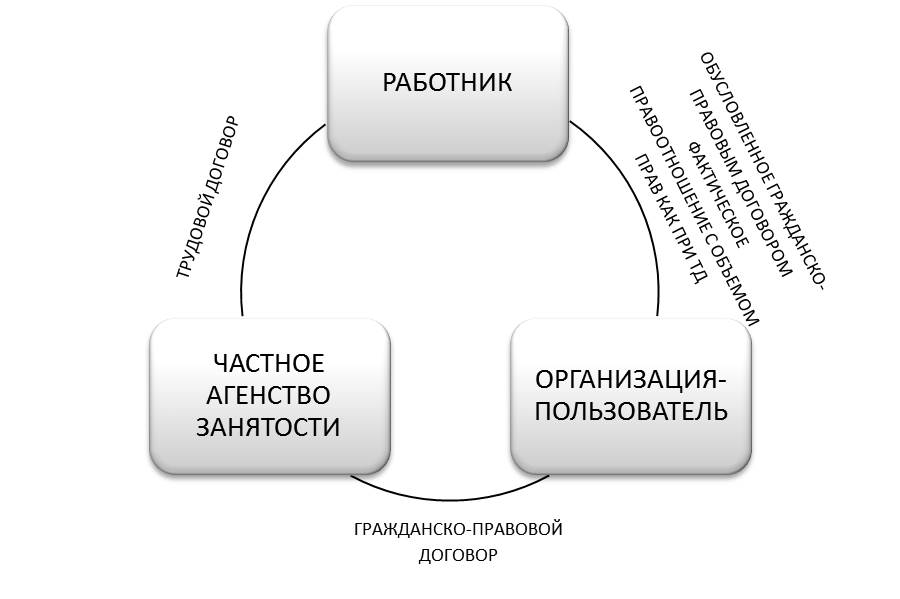 РАБОТНИК
ТРУДОВОЙ ДОГОВОР
ОБУСЛОВЛЕННОЕ ГРАЖДАНСКО-
ПРАВОВЫМ ДОГОВОРОМ
ФАКТИЧЕСКОЕ
ПРАВООТНОШЕНИЕ С ОБЪЕМОМ
ПРАВ КАК ПРИ ТД
ЧАСТНОЕ
АГЕНСТВО
ЗАНЯТОСТИ
ОРГАНИЗАЦИЯ-
ПОЛЬЗОВАТЕЛЬ
ГРАЖДАНСКО-ПРАВОВОЙ
ДОГОВОР